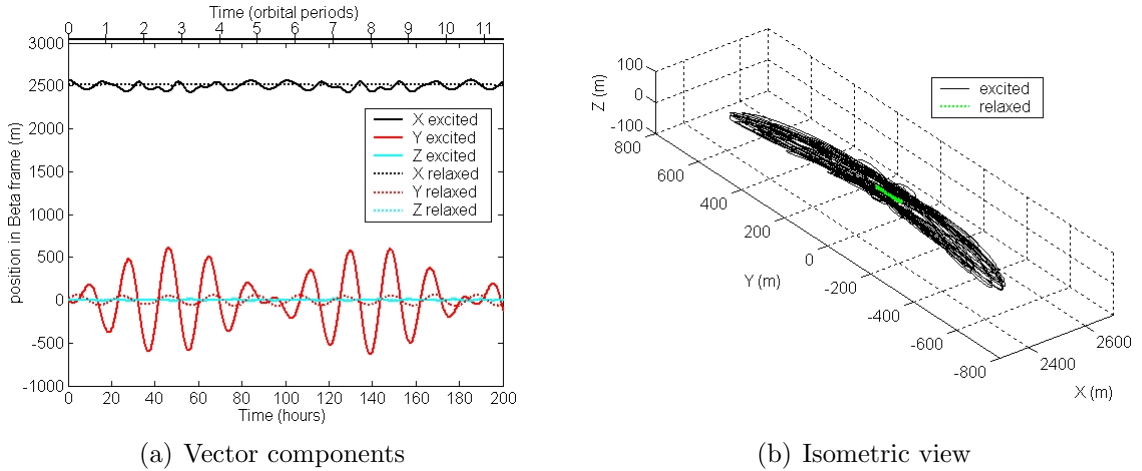 Time (orbital periods)
0 1 2 3 4 5 6 7 8 9 10 11
3000
2500
2000
1500
1000
500
0
-500
-1000
position in Beta frame (m)
X excited
Y excited
Z excited
X relaxed
Y relaxed
Z relaxed
0 20 40 60 80 100 120 140 160 180 200
Time (hours)
(a) Vector components
100
0
-100
Z (m)
excited
relaxed
800
600
400
200
0
-200
-400
-600
-800
Y (m)
2400
2600
X (m)
(b) Isometric view